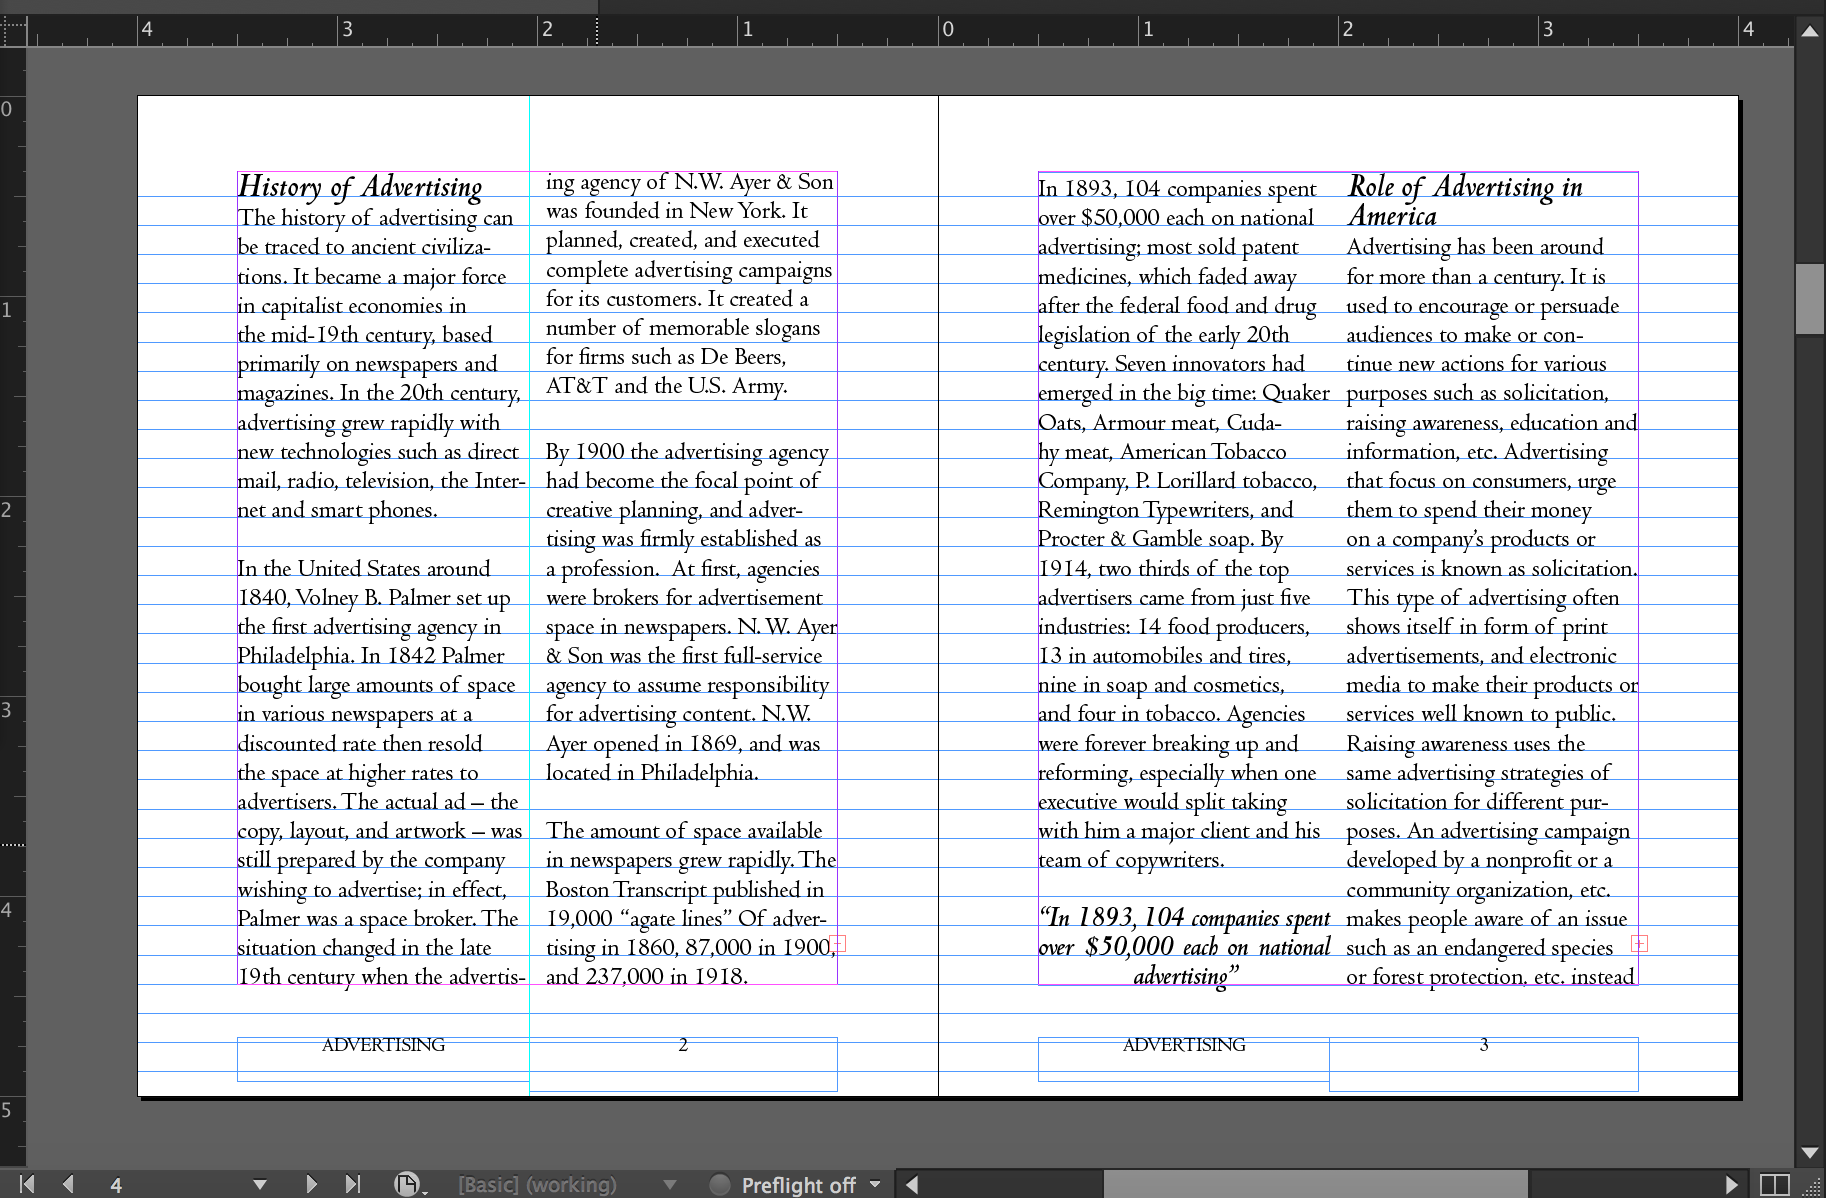 4 3 2 1 0 1 2 3 4
0
1
2
3
4
5
History of Advertising
The history of advertising can
be traced to ancient civiliza-
tions. It became a major force
in capitalist economies in
the mid-19th century, based
primarily on newspapers and
magazines. In the 20th century,
advertising grew rapidly with
new technologies such as direct
mail, radio, television, the Inter-
net and smart phones.
In the United States around
1840, Volney B. Palmer set up
the first advertising agency in
Philadelphia. In 1842 Palmer
bought large amounts of space
in various newspapers at a
discounted rate then resold
the space at higher rates to
advertisers. The actual ad – the
copy, layout, and artwork – was
still prepared by the company
wishing to advertise; in effect,
Palmer was a space broker. The
situation changed in the late
19th century when the advertis-
ing agency of N.W. Ayer & Son
was founded in New York. It
planned, created, and executed
complete advertising campaigns
for its customers. It created a
number of memorable slogans
for firms such as De Beers,
AT&T and the U.S. Army.
By 1900 the advertising agency
had become the focal point of
creative planning, and adver-
tising was firmly established as
a profession.  At first, agencies
were brokers for advertisement
space in newspapers. N. W. Ayer
& Son was the first full-service
agency to assume responsibility
for advertising content. N.W.
Ayer opened in 1869, and was
located in Philadelphia.
The amount of space available
in newspapers grew rapidly. The
Boston Transcript published in
19,000 “agate lines” Of adver-
tising in 1860, 87,000 in 1900,
and 237,000 in 1918.
ADVERTISING
2
In 1893, 104 companies spent
over $50,000 each on national
advertising; most sold patent
medicines, which faded away
after the federal food and drug
legislation of the early 20th
century. Seven innovators had
emerged in the big time: Quaker
Oats, Armour meat, Cuda-
hy meat, American Tobacco
Company, P. Lorillard tobacco,
Remington Typewriters, and
Procter & Gamble soap. By
1914, two thirds of the top
advertisers came from just five
industries: 14 food producers,
13 in automobiles and tires,
nine in soap and cosmetics,
and four in tobacco. Agencies
were forever breaking up and
reforming, especially when one
executive would split taking
with him a major client and his
team of copywriters.
“In 1893, 104 companies spent
over $50,000 each on national
advertising”
Role of Advertising in
America
Advertising has been around
for more than a century. It is
used to encourage or persuade
audiences to make or con-
tinue new actions for various
purposes such as solicitation,
raising awareness, education and
information, etc. Advertising
that focus on consumers, urge
them to spend their money
on a company’s products or
services is known as solicitation.
This type of advertising often
shows itself in form of print
advertisements, and electronic
media to make their products or
services well known to public.
Raising awareness uses the
same advertising strategies of
solicitation for different pur-
poses. An advertising campaign
developed by a nonprofit or a
community organization, etc.
makes people aware of an issue
such as an endangered species
or forest protection, etc. instead
ADVERTISING
3
4
[Basic] (working)
Preflight off